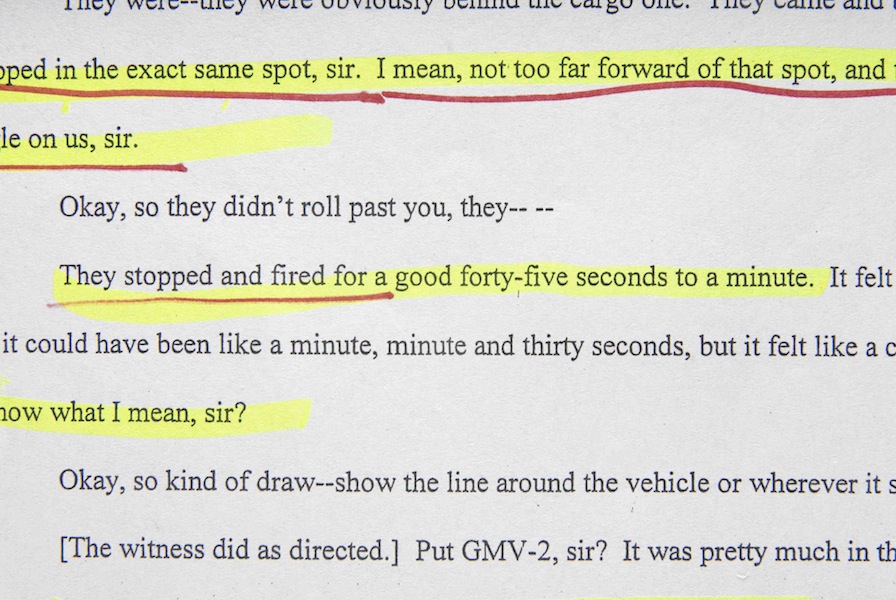 They were--they were obviously behind the cargo one. They came and
pped in the exact same spot, sir. I mean, not too far forward of that spot, and
le on us, sir.
Okay, so they didn’t roll past you, they-- --
They stopped and fired for a good forty-five seconds to a minute. It felt
it could have been like a minute, minute and thirty seconds, but it felt like a c
now what I mean, sir?
Okay, so kind of draw--show the line around the vehicle or wherever it s
[The witness did as directed.] Put GMV-2, sir? It was pretty much in th